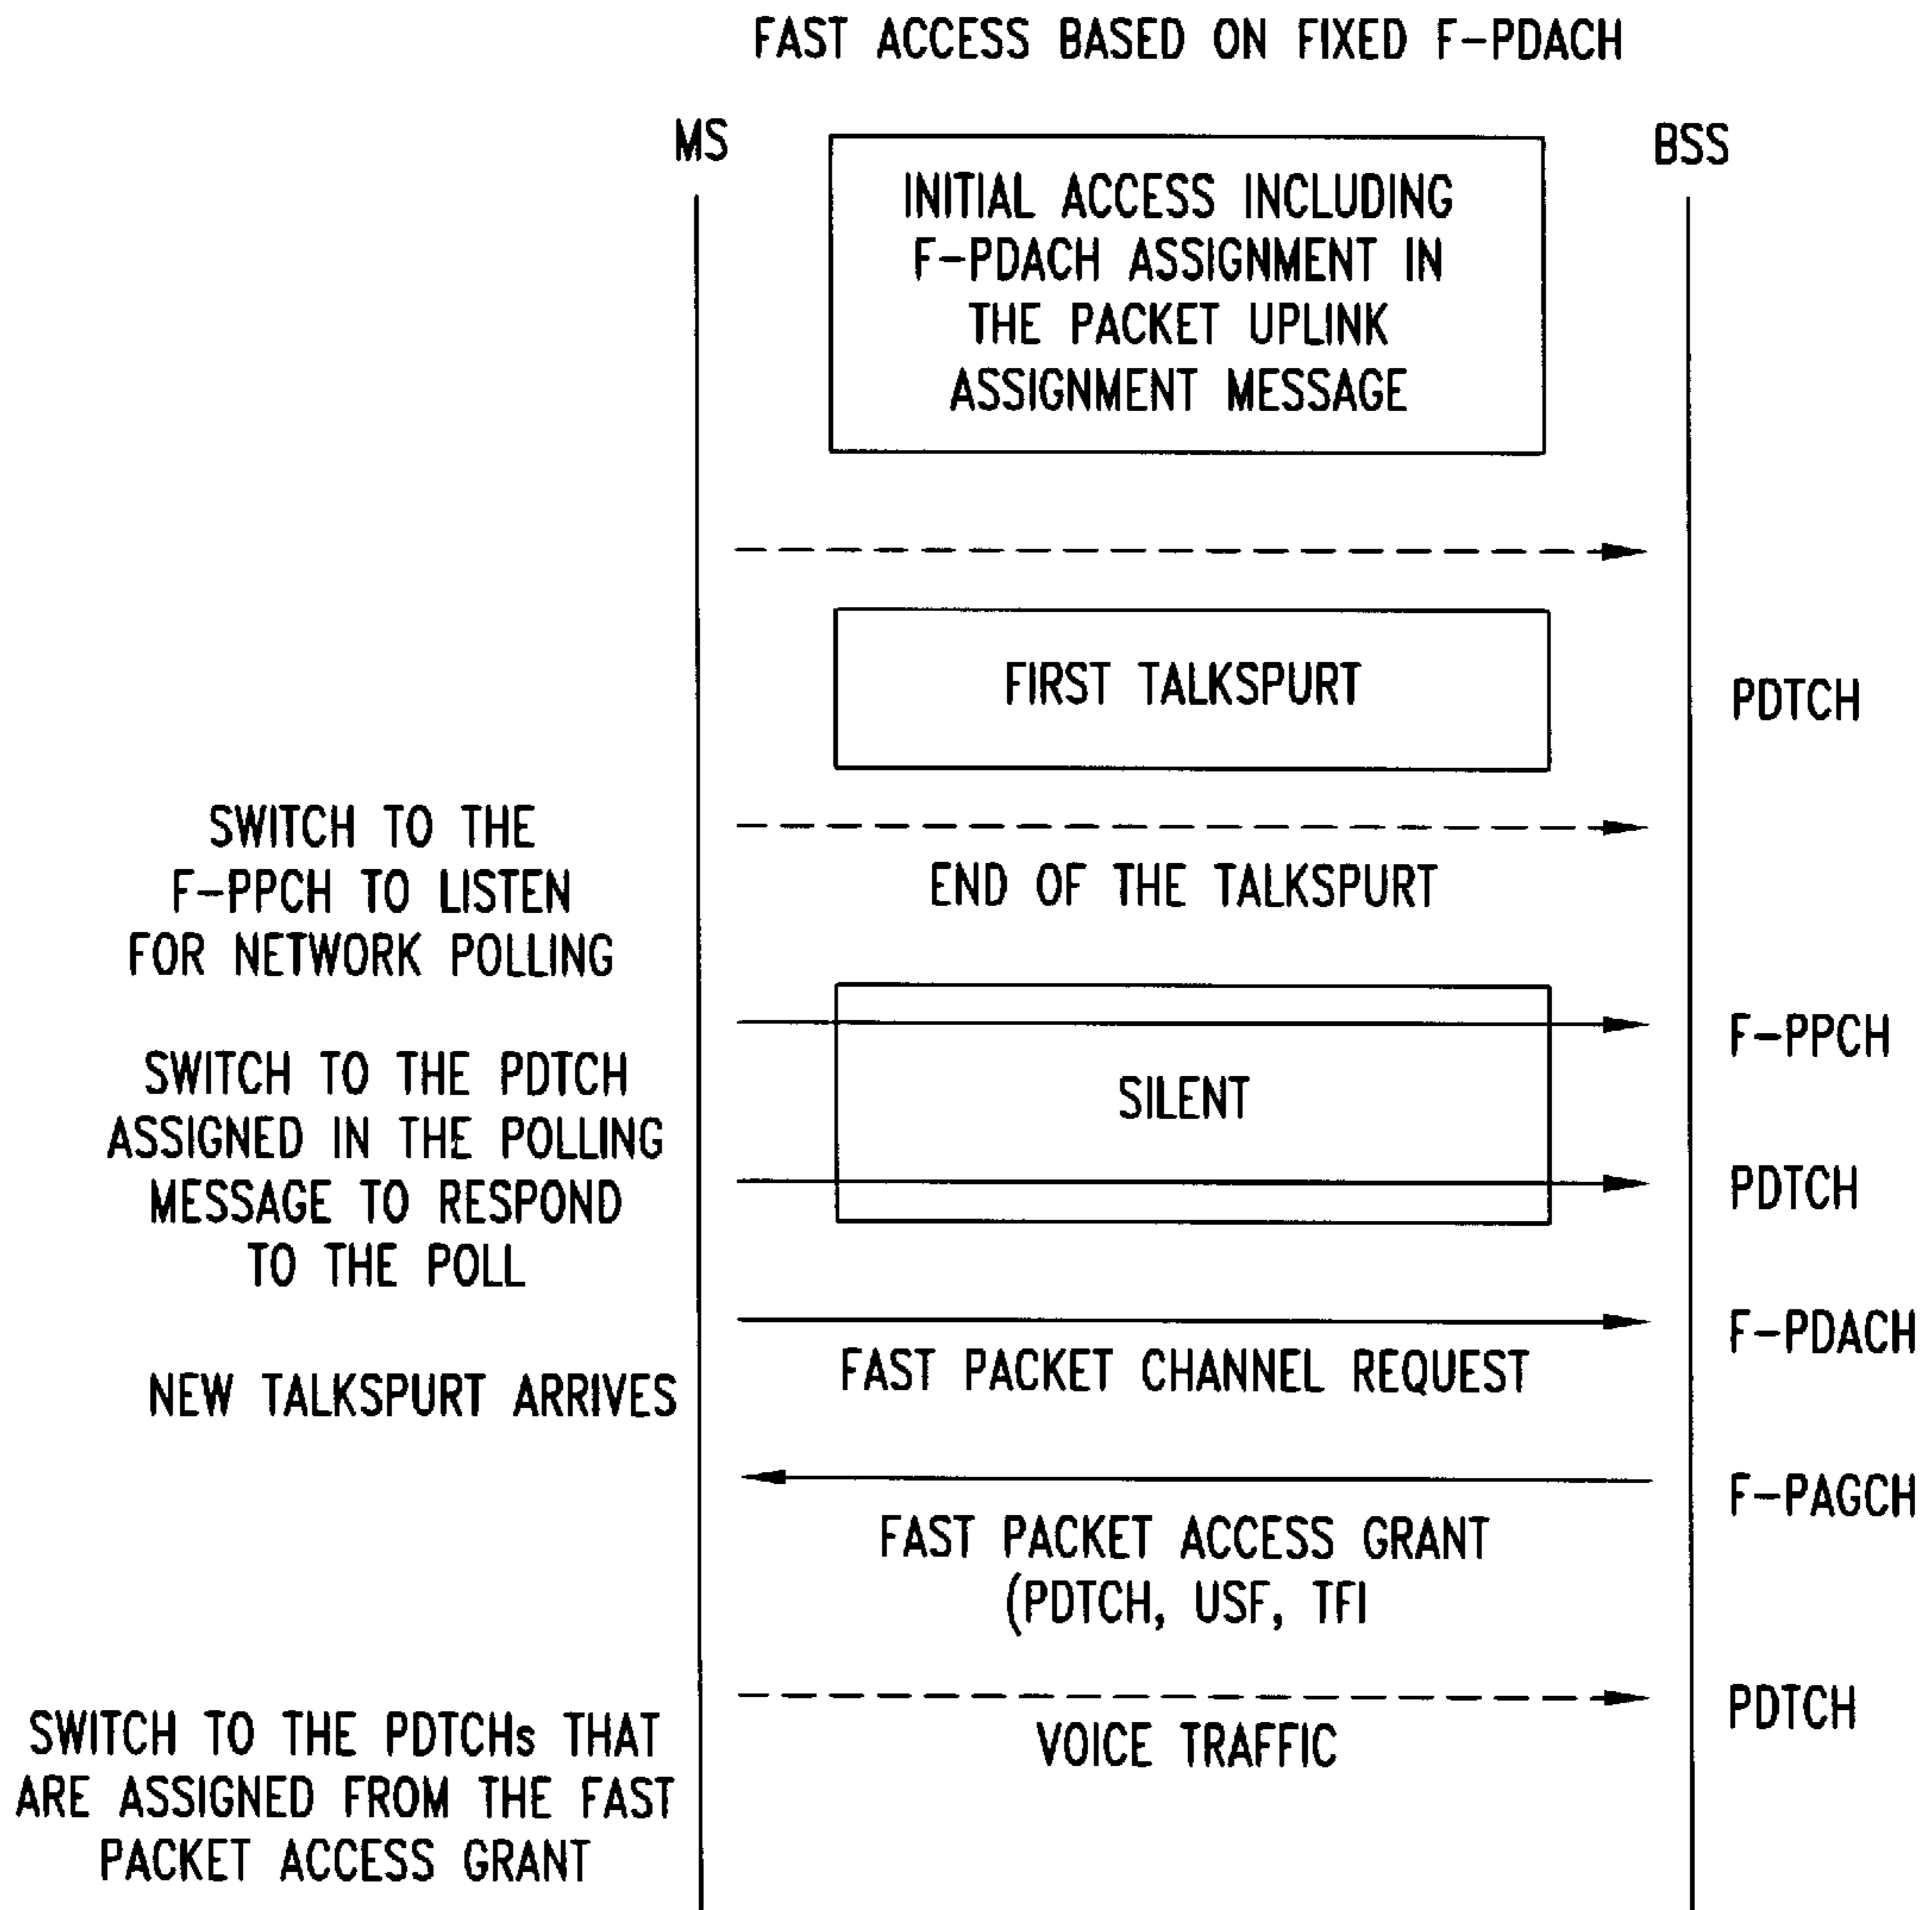 FAST ACCESS BASED ON FIXED F-PDACH
MS
BSS
INITIAL ACCESS INCLUDING
F-PDACH ASSIGNMENT IN
THE PACKET UPLINK
ASSIGNMENT MESSAGE
FIRST TALKSPURT
PDTCH
SWITCH TO THE
F-PPCH TO LISTEN
FOR NETWORK POLLING
END OF THE TALKSPURT
F-PPCH
SILENT
SWITCH TO THE PDTCH
ASSIGNED IN THE POLLING
MESSAGE TO RESPOND
TO THE POLL
PDTCH
F-PDACH
FAST PACKET CHANNEL REQUEST
NEW TALKSPURT ARRIVES
F-PAGCH
FAST PACKET ACCESS GRANT
(PDTCH, USF, TFI
PDTCH
VOICE TRAFFIC
SWITCH TO THE PDTCHs THAT
ARE ASSIGNED FROM THE FAST
PACKET ACCESS GRANT